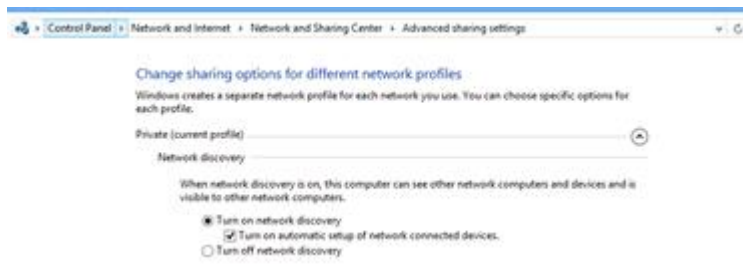 Control Panel Network and Internet Network and Sharing Center Advanced sharing settings
Change sharing options for different network profiles
Windows creates a separate network profile for each network you use. You can choose specific options for
each profile.
Private (current profile)
Network discovery
When network discovery is on, this computer can see other network computers and devices and is
visible to other network computers.
Turn on network discovery
Turn on automatic setup of network connected devices.
Turn off network discovery